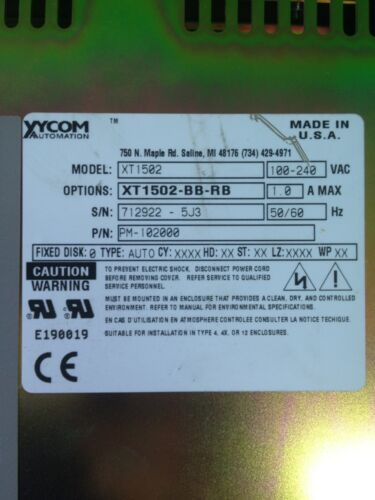 XYCOM ™ MADE IN
AUTOMATION U.S.A.
750 N. Maple Rd. Saline, MI 48176 (734) 429-4971
MODEL: XT1502 100-240 VAC
OPTIONS: XT1502-BB-RB 1.0 A MAX
S/N: 712922 - 5J3 50/60 Hz
P/N: PM-102000
FIXED DISK: 0 TYPE: AUTO CY: XXXX HD: XX ST: XX LZ: XXXX WP XX
CAUTION TO PREVENT ELECTRIC SHOCK, DISCONNECT POWER CORD
BEFORE REMOVING COVER. REFER SERVICE TO QUALIFIED
WARNING SERVICE PERSONNEL.
MUST BE MOUNTED IN AN ENCLOSURE THAT PROVIDES A CLEAN, DRY, AND CONTROLLED
ENVIRONMENT. FORM 10 MANUAL FOR MOUNTING RESTRICTIONS.
EN CAS D'UTILISATION EN ATMOSPHERE CONTROLEE CONSULTER LA NOTICE TECHNIQUE.
E190019 SUITABLE FOR INSTALLATION IN TYPE 4, 4X, OR 12 ENCLOSURES.
CE